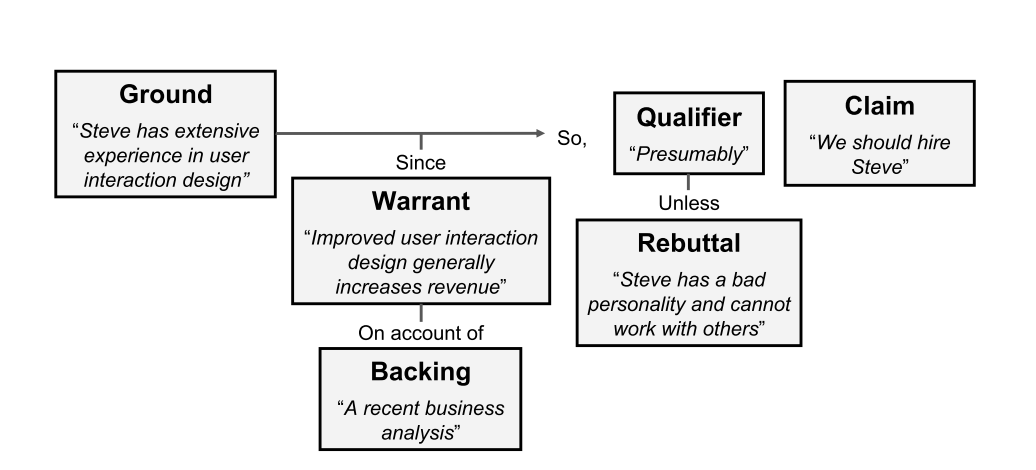 Ground
“Steve has extensive
experience in user
interaction design”
Since
Warrant
“Improved user interaction
design generally
increases revenue”
On account of
Backing
“A recent business
analysis”
So,
Qualifier
“Presumably”
Unless
Rebuttal
“Steve has a bad
personality and cannot
work with others”
Claim
“We should hire
Steve”